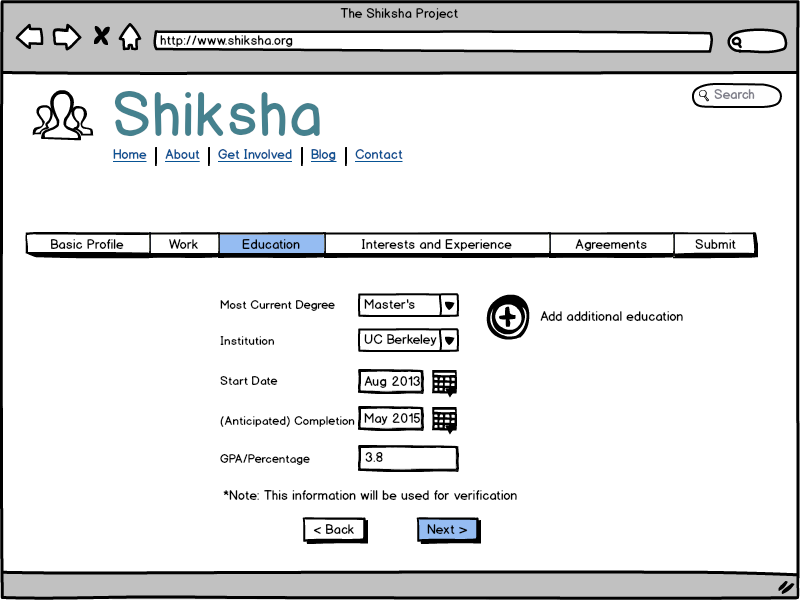 The Shiksha Project
http://www.shiksha.org
Search
Shiksha
Home | About | Get Involved | Blog | Contact
Basic Profile Work Education Interests and Experience Agreements Submit
Most Current Degree Master's
Add additional education
Institution UC Berkeley
Start Date Aug 2013
(Anticipated) Completion May 2015
GPA/Percentage 3.8
*Note: This information will be used for verification
< Back Next >